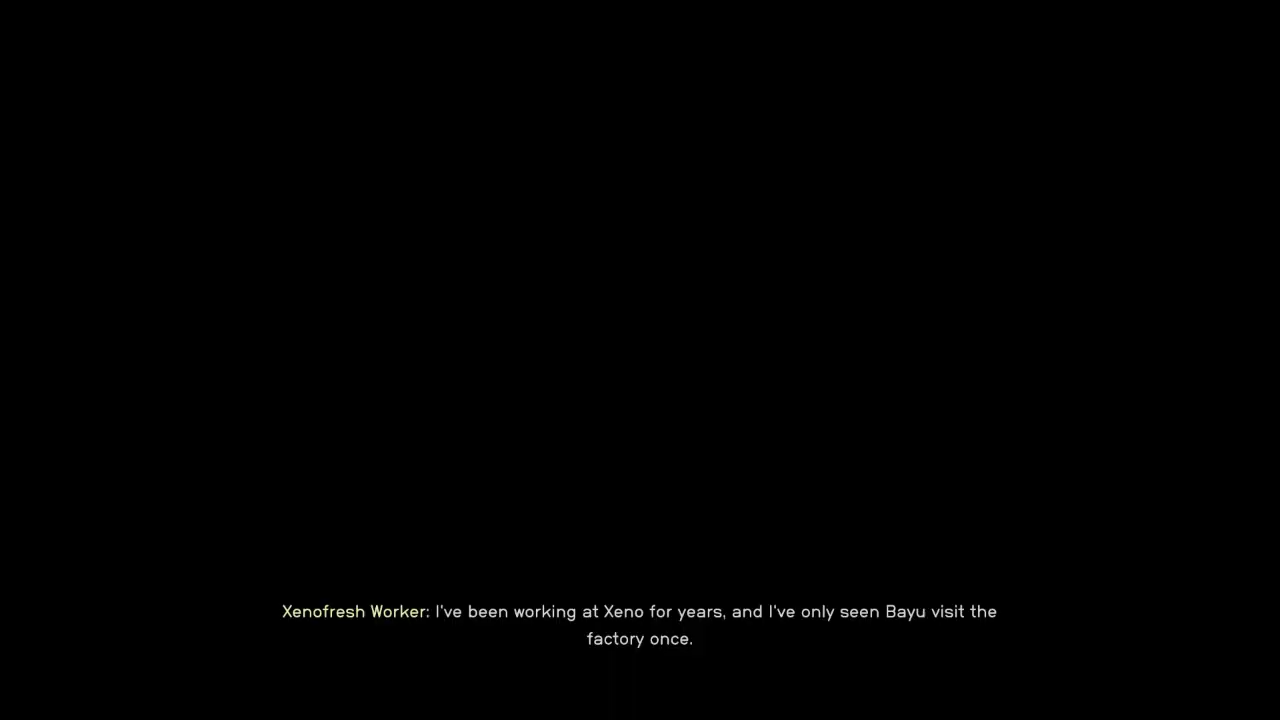 Xenofresh Worker: I've been working at Xeno for years, and I've only seen Bayu visit the
factory once.